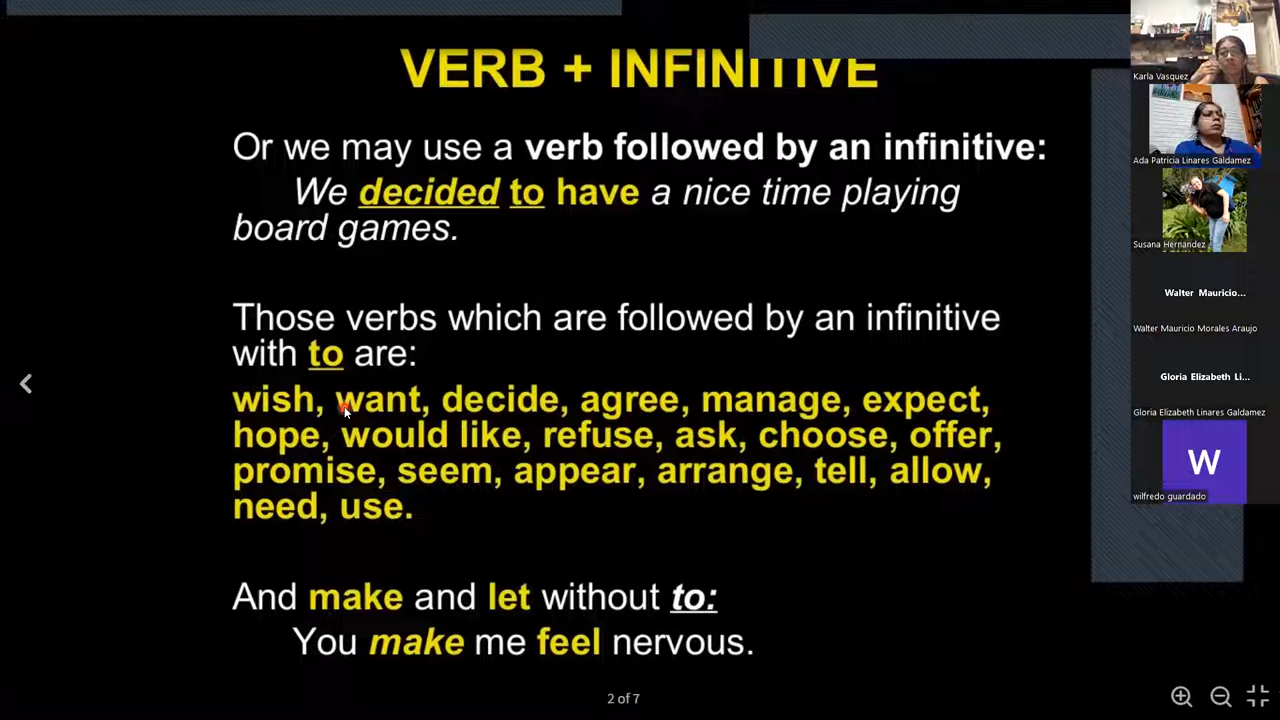 VERB + INFINITIVE
Or we may use a verb followed by an infinitive:
We decided to have a nice time playing
board games.
Those verbs which are followed by an infinitive
with to are:
wish, want, decide, agree, manage, expect,
hope, would like, refuse, ask, choose, offer,
promise, seem, appear, arrange, tell, allow,
need, use.
And make and let without to:
You make me feel nervous.
2 of 7
Karla Vasquez
Ada Patricia Linares Galdamez
Susana Hernandez
Walter Mauricio...
Walter Mauricio Morales Araujo
Gloria Elizabeth Li...
Gloria Elizabeth Linares Galdamez
W
wilfredo guardado